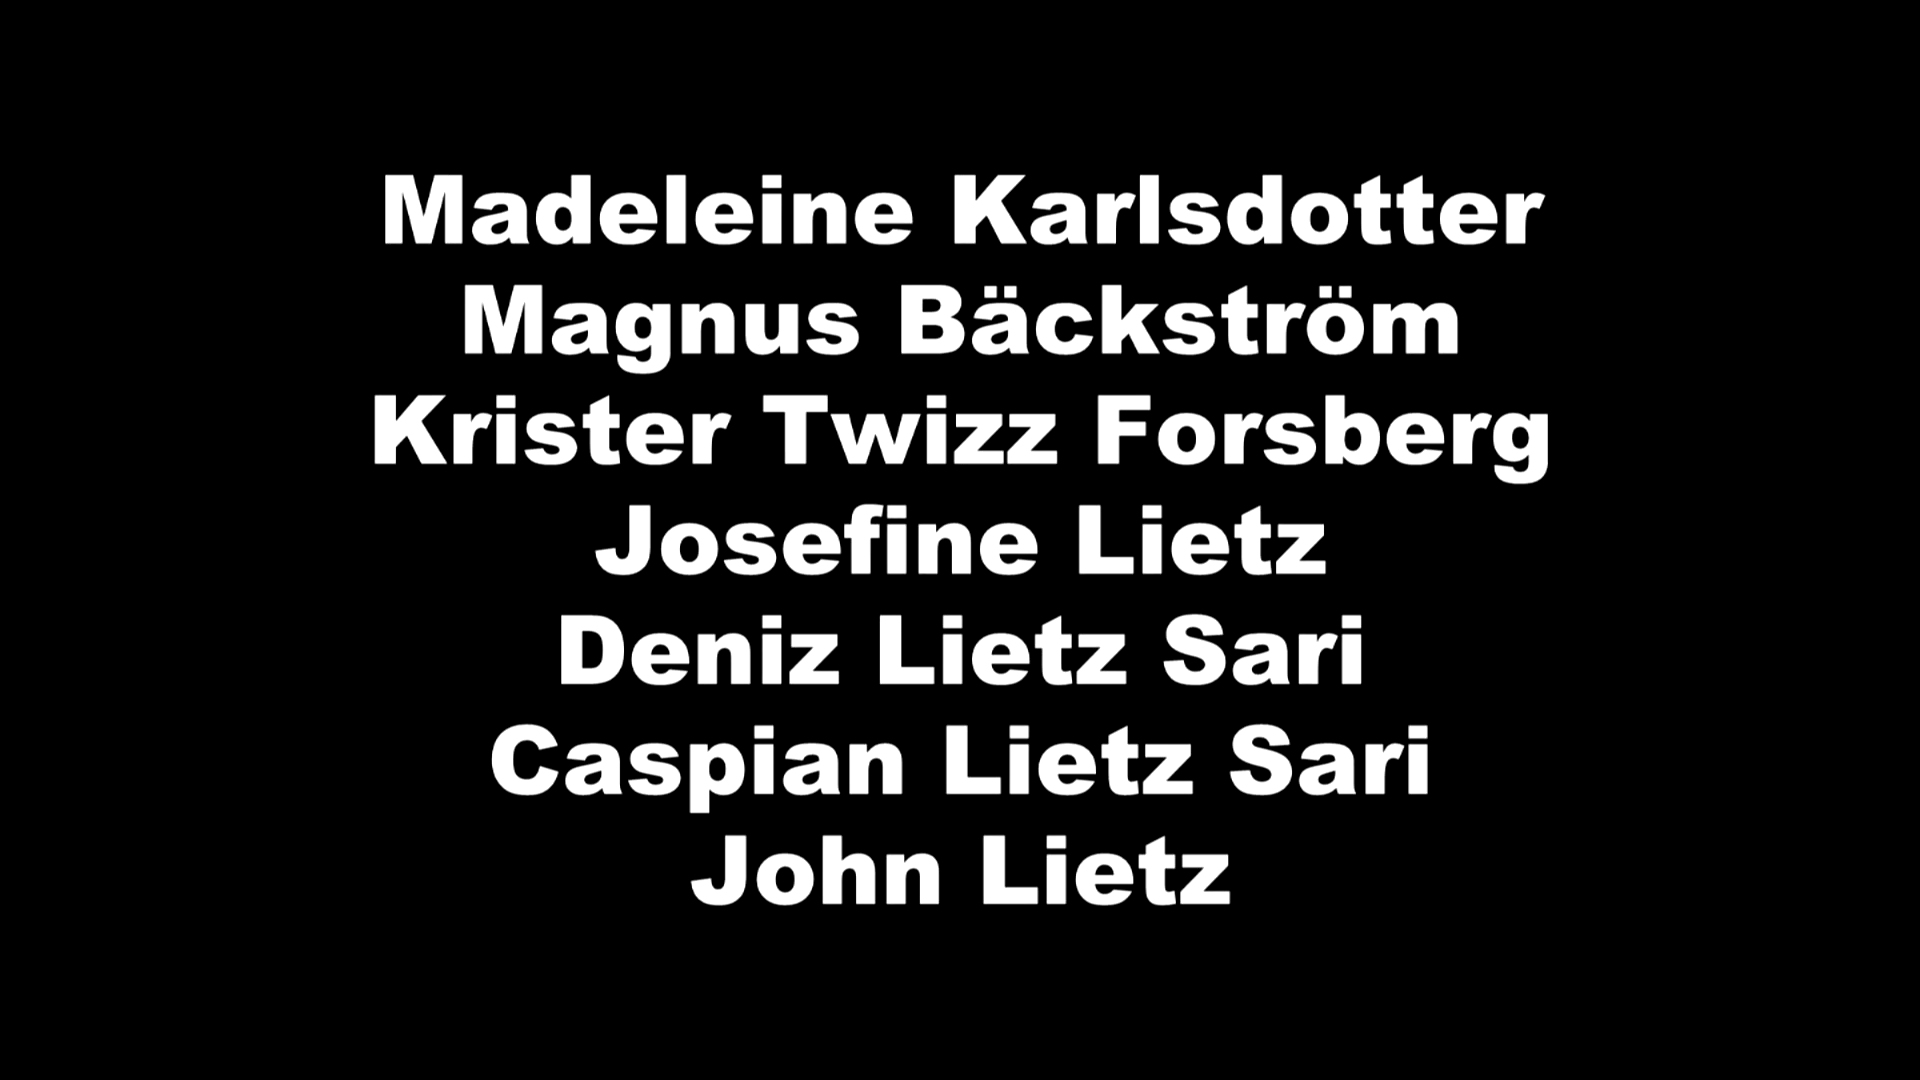 Madeleine Karlsdotter
Magnus Bäckström
Krister Twizz Forsberg
Josefine Lietz
Deniz Lietz Sari
Caspian Lietz Sari
John Lietz